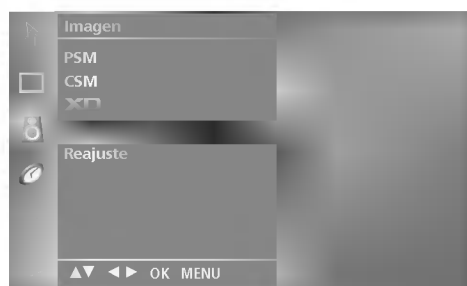 Imagen
PSM
CSM
XD
Reajuste
▲▼ ◄► OK MENU